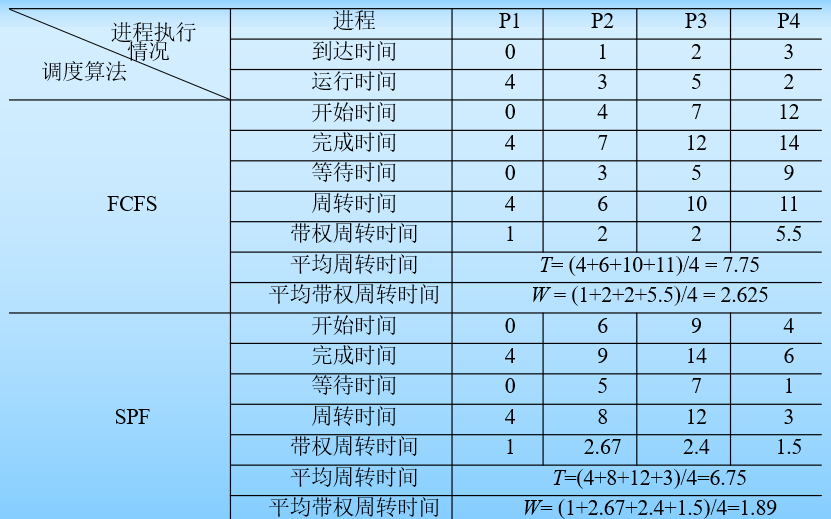 进程执行情况
调度算法
进程 P1 P2 P3 P4
到达时间 0 1 2 3
运行时间 4 3 5 2
FCFS
开始时间 0 4 7 12
完成时间 4 7 12 14
等待时间 0 3 5 9
周转时间 4 6 10 11
带权周转时间 1 2 2 5.5
平均周转时间 T= (4+6+10+11)/4 = 7.75
平均带权周转时间 W = (1+2+2+5.5)/4 = 2.625
SPF
开始时间 0 6 9 4
完成时间 4 9 14 6
等待时间 0 5 7 1
周转时间 4 8 12 3
带权周转时间 1 2.67 2.4 1.5
平均周转时间 T=(4+8+12+3)/4=6.75
平均带权周转时间 W= (1+2.67+2.4+1.5)/4=1.89